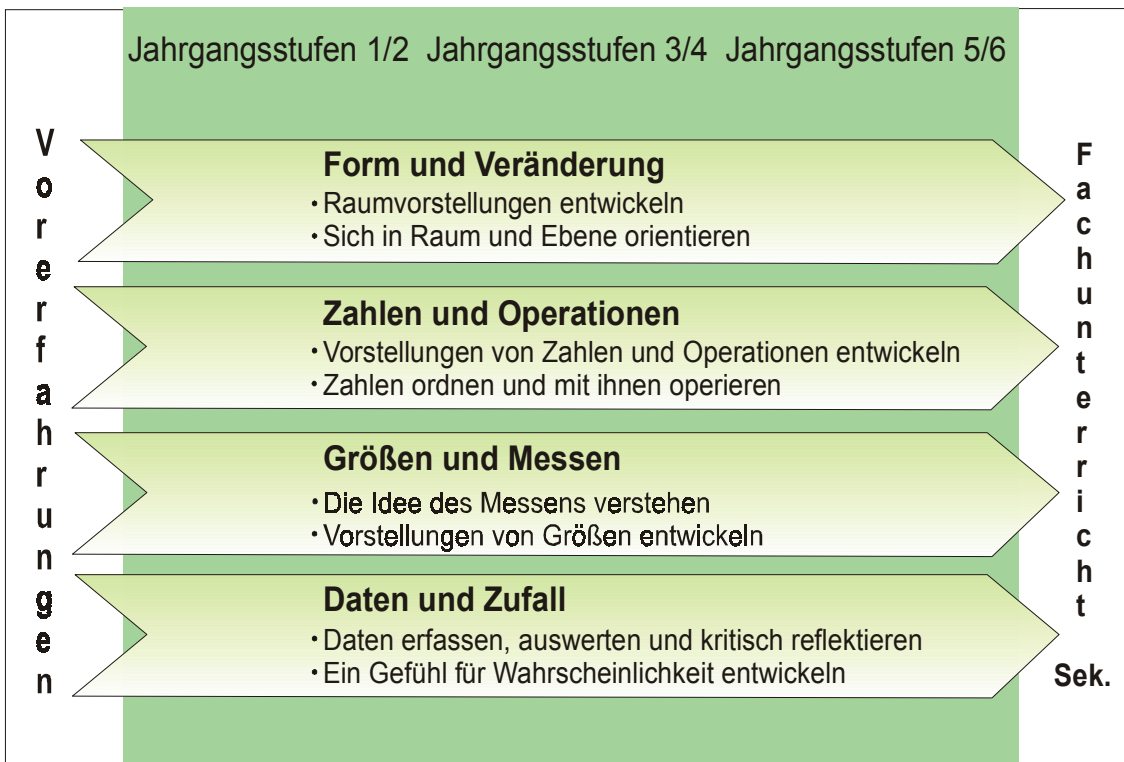 Jahrgangsstufen 1/2 Jahrgangsstufen 3/4 Jahrgangsstufen 5/6
Vorerfahrungen
Form und Veränderung
· Raumvorstellungen entwickeln
· Sich in Raum und Ebene orientieren
Zahlen und Operationen
· Vorstellungen von Zahlen und Operationen entwickeln
· Zahlen ordnen und mit ihnen operieren
Größen und Messen
· Die Idee des Messens verstehen
· Vorstellungen von Größen entwickeln
Daten und Zufall
· Daten erfassen, auswerten und kritisch reflektieren
· Ein Gefühl für Wahrscheinlichkeit entwickeln
Fachunterricht
Sek.